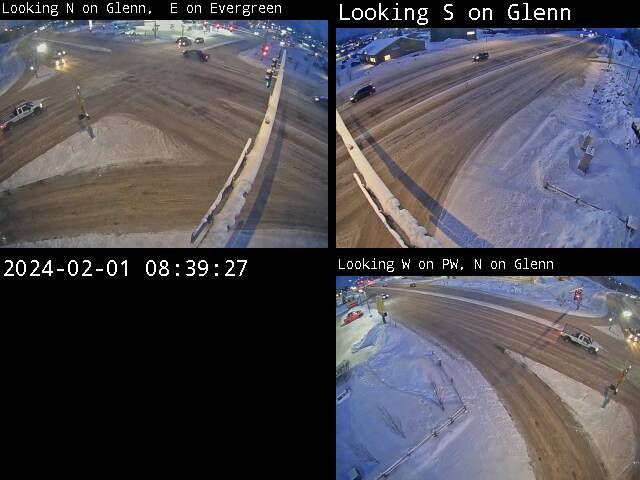 Looking N on Glenn,  E on Evergreen
Looking S on Glenn
2024-02-01 08:39:27
Looking W on PW, N on Glenn